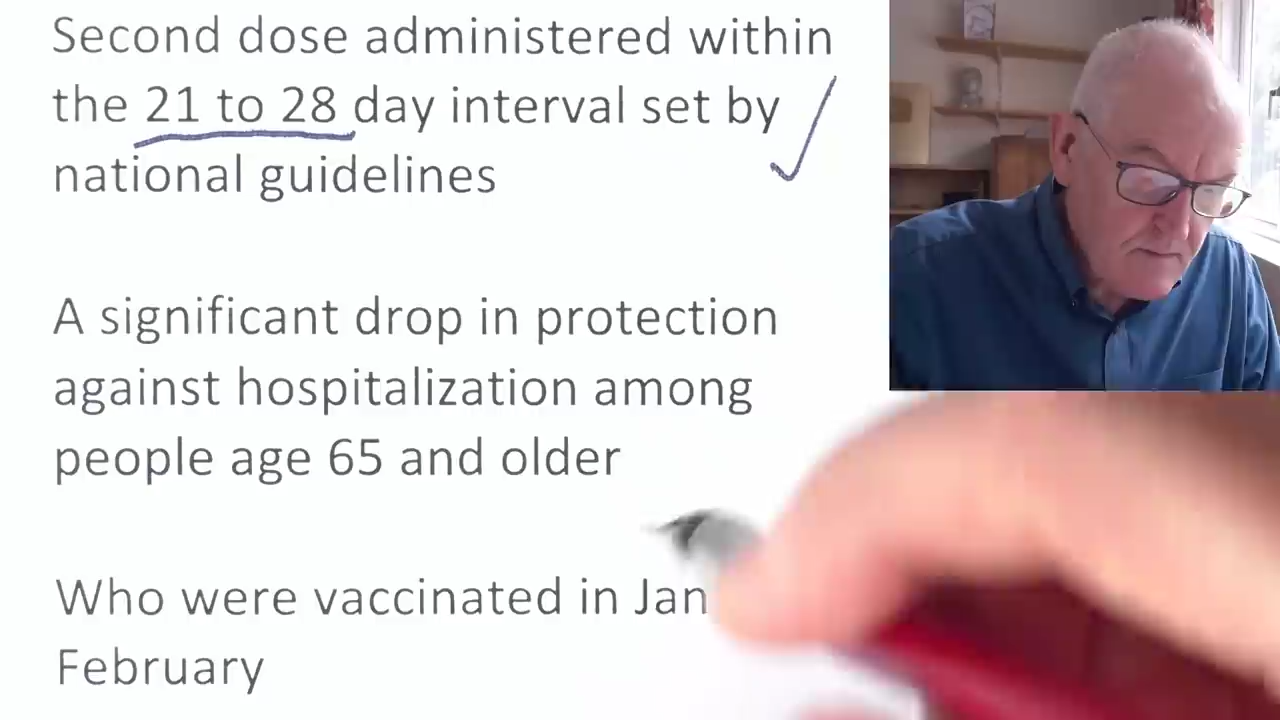 Second dose administered within
the 21 to 28 day interval set by
national guidelines
A significant drop in protection
against hospitalization among
people age 65 and older
Who were vaccinated in Jan
February